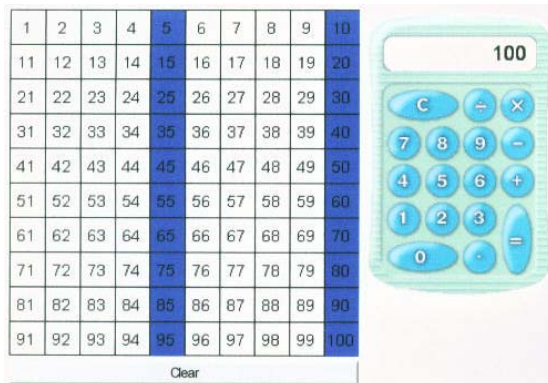 1 2 3 4 5 6 7 8 9 10
11 12 13 14 15 16 17 18 19 20
21 22 23 24 25 26 27 28 29 30
31 32 33 34 35 36 37 38 39 40
41 42 43 44 45 46 47 48 49 50
51 52 53 54 55 56 57 58 59 60
61 62 63 64 65 66 67 68 69 70
71 72 73 74 75 76 77 78 79 80
81 82 83 84 85 86 87 88 89 90
91 92 93 94 95 96 97 98 99 100
Clear
100
C ÷ ×
7 8 9 −
4 5 6 +
1 2 3
0 . =